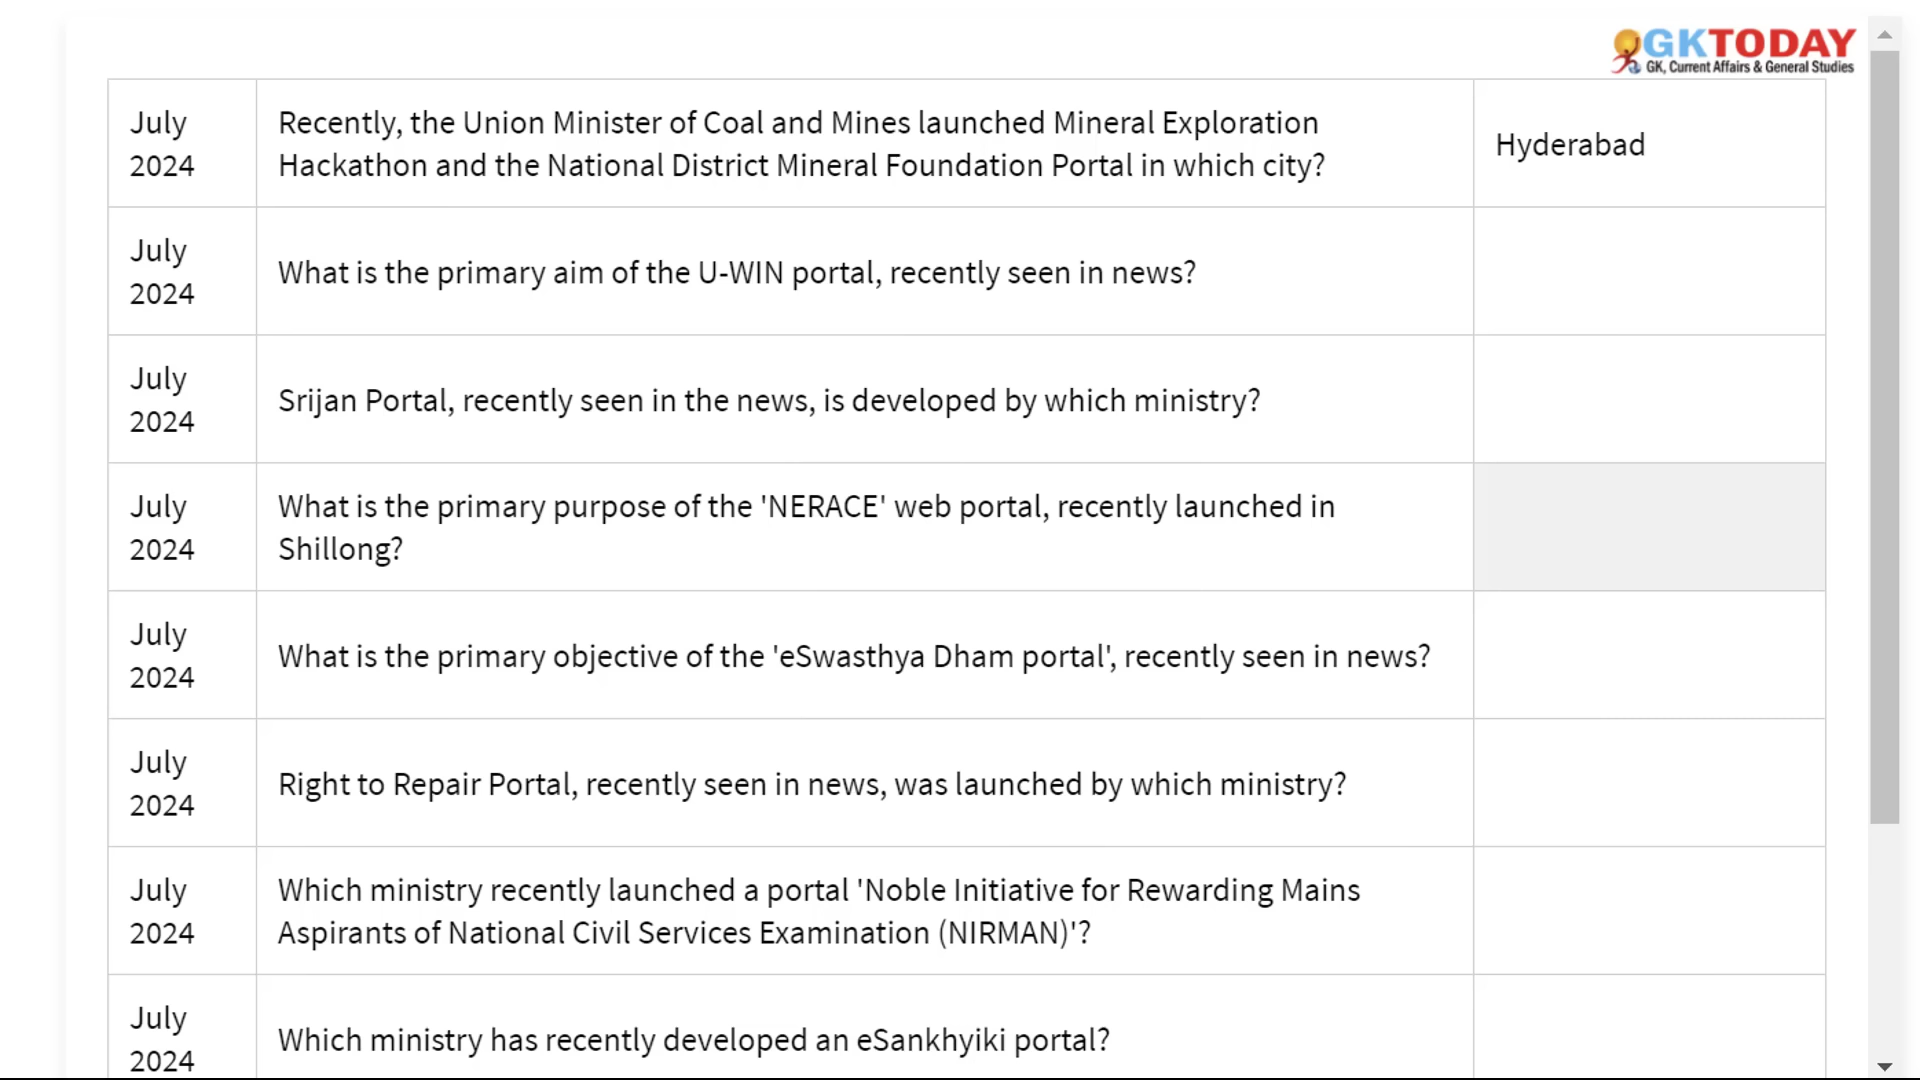 GKTODAY
GK, Current Affairs & General Studies
July
2024
Recently, the Union Minister of Coal and Mines launched Mineral Exploration
Hackathon and the National District Mineral Foundation Portal in which city?
Hyderabad
July
2024
What is the primary aim of the U-WIN portal, recently seen in news?
July
2024
Srijan Portal, recently seen in the news, is developed by which ministry?
July
2024
What is the primary purpose of the 'NERACE' web portal, recently launched in
Shillong?
July
2024
What is the primary objective of the 'eSwasthya Dham portal', recently seen in news?
July
2024
Right to Repair Portal, recently seen in news, was launched by which ministry?
July
2024
Which ministry recently launched a portal 'Noble Initiative for Rewarding Mains
Aspirants of National Civil Services Examination (NIRMAN)'?
July
2024
Which ministry has recently developed an eSankhyiki portal?